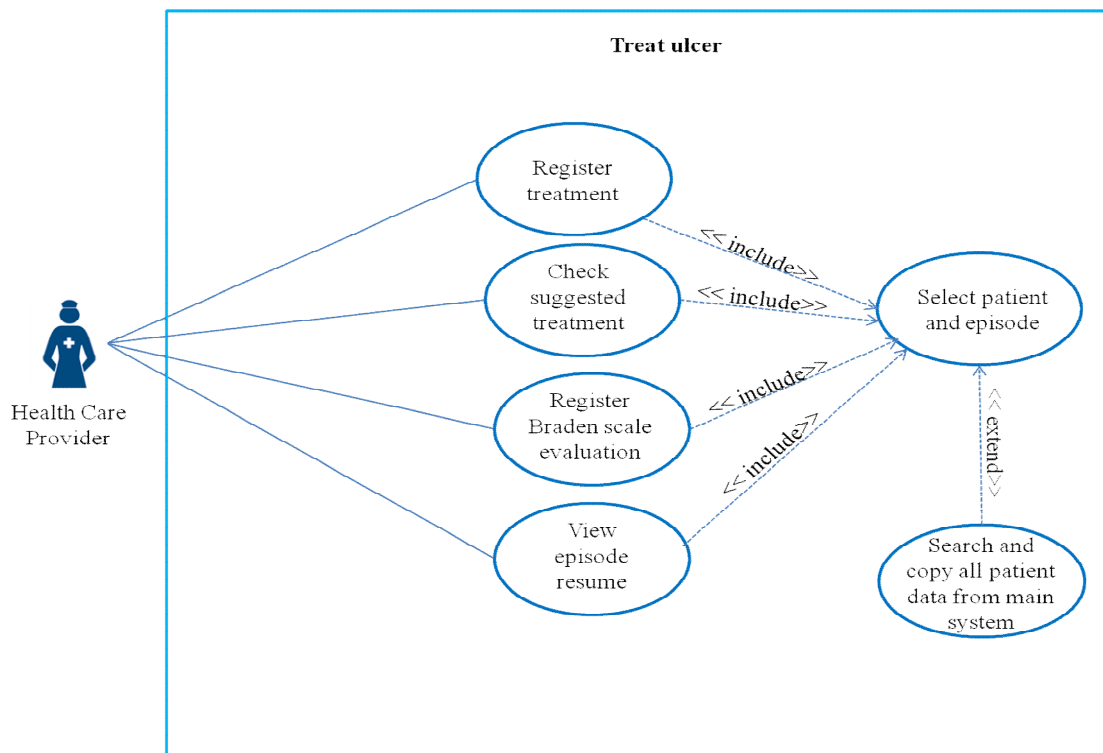 Treat ulcer
Register
treatment
<< include>>
Check
suggested
treatment
<< include>>
Select patient
and episode
Health Care
Provider
Register
Braden scale
evaluation
<< include>>
<< include>>
<< extend>>
View
episode
resume
Search and
copy all patient
data from main
system